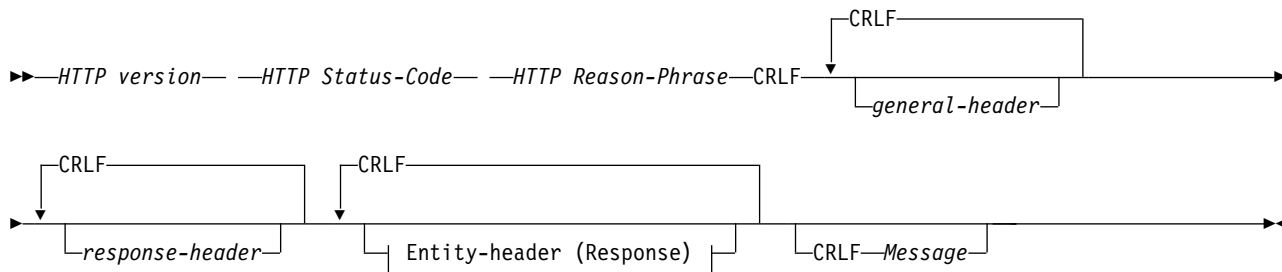 CRLF
HTTP version HTTP Status-Code HTTP Reason-Phrase CRLF
general-header
CRLF CRLF
response-header Entity-header (Response) CRLF Message